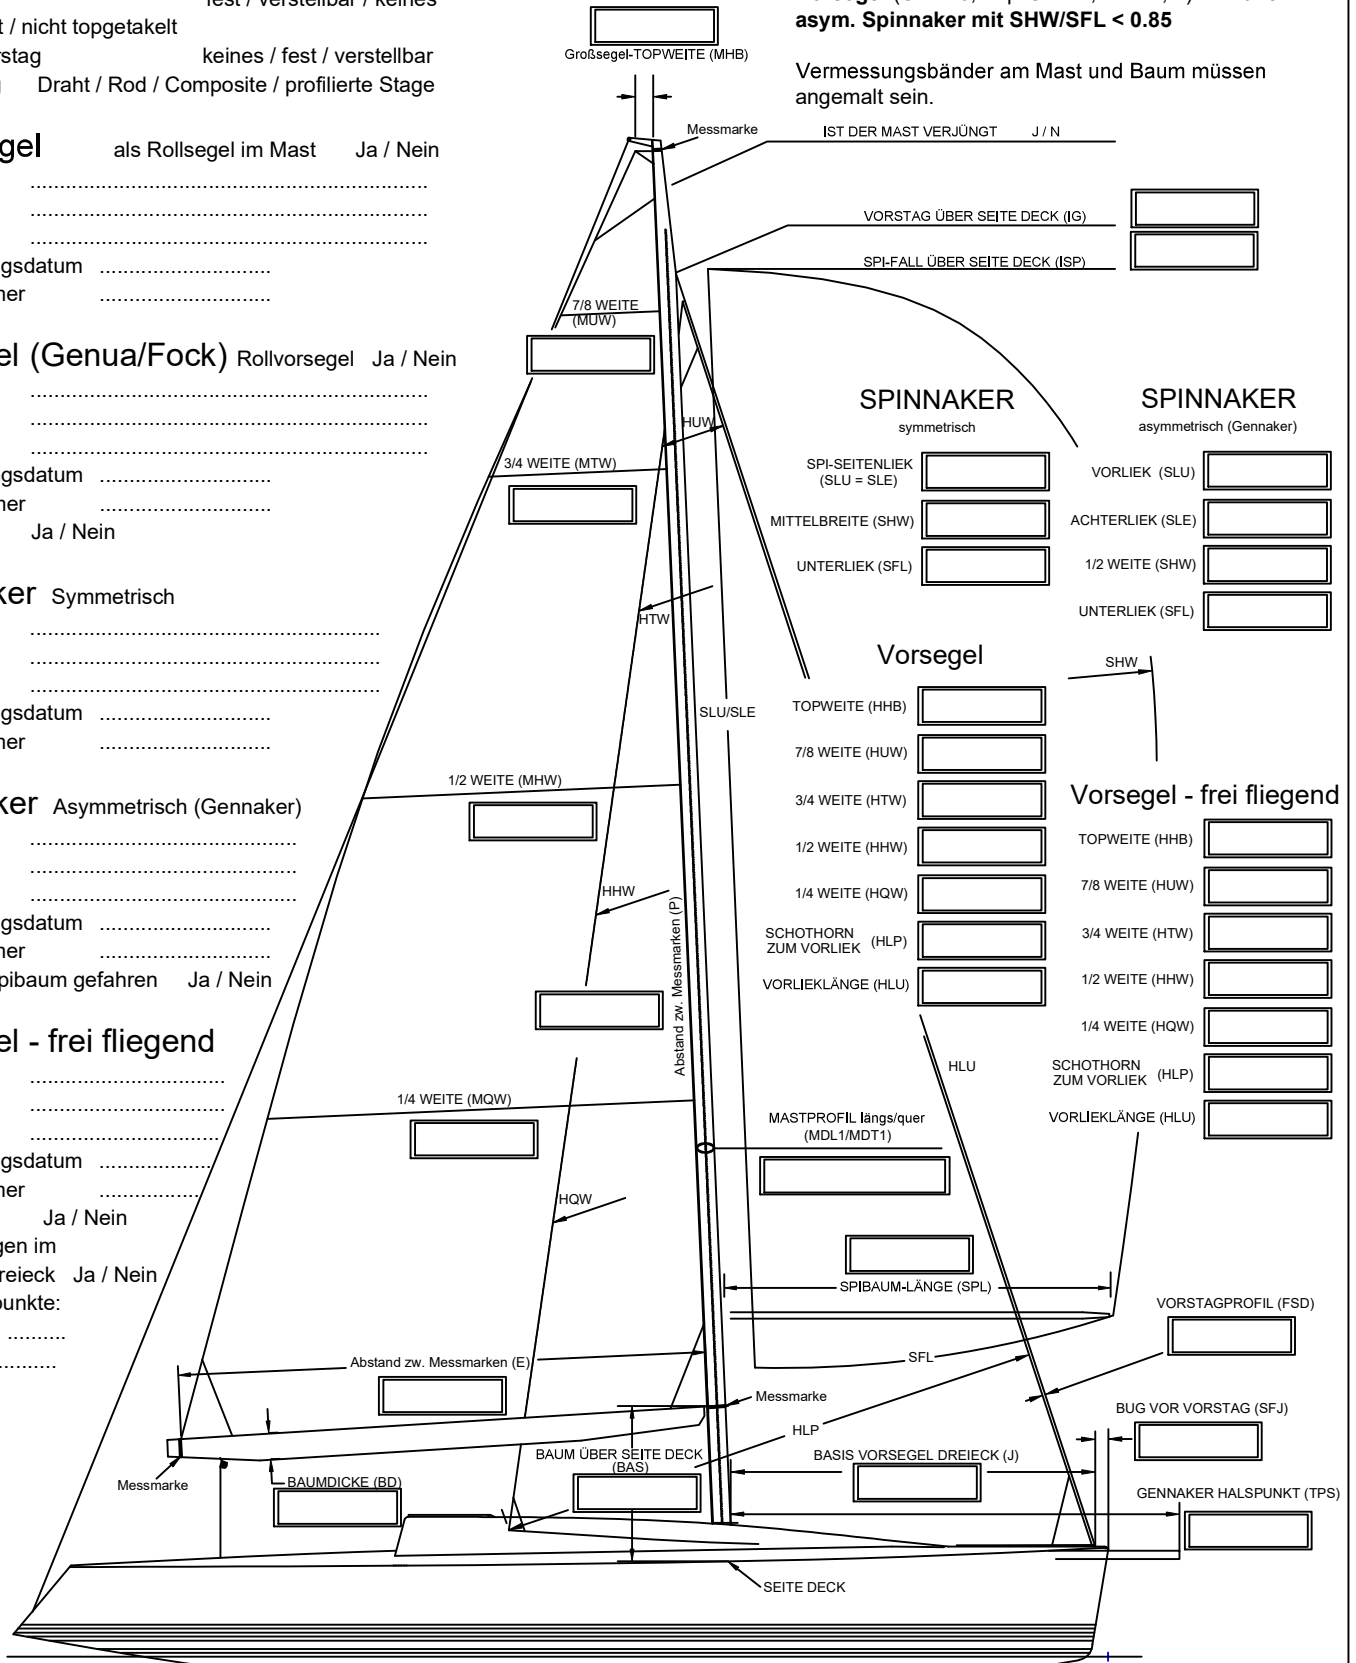 fest / verstellbar / keines
t / nicht topgetakelt
rstag keines / fest / verstellbar
Draht / Rod / Composite / profilierte Stage
gel als Rollsegel im Mast Ja / Nein
........................................................................
........................................................................
........................................................................
gsdatum .............................
ner .............................
el (Genua/Fock) Rollvorsegel Ja / Nein
........................................................................
........................................................................
........................................................................
gsdatum .............................
ner .............................
Ja / Nein
ker Symmetrisch
...............................................................
...............................................................
...............................................................
gsdatum .............................
ner .............................
ker Asymmetrisch (Gennaker)
................................................
................................................
................................................
gsdatum .............................
ner .............................
pibaum gefahren Ja / Nein
el - frei fliegend
...................................
...................................
..................................
gsdatum ...................
ner .................
Ja / Nein
gen im
reieck Ja / Nein
punkte:
..........
..........
asym. Spinnaker mit SHW/SFL < 0.85
Vermessungsbänder am Mast und Baum müssen
angemalt sein.
Großsegel-TOPWEITE (MHB)
Messmarke
IST DER MAST VERJÜNGT J / N
VORSTAG ÜBER SEITE DECK (IG)
SPI-FALL ÜBER SEITE DECK (ISP)
7/8 WEITE
(MUW)
HUW
3/4 WEITE (MTW)
HTW
SLU/SLE
1/2 WEITE (MHW)
HHW
Abstand zw. Messmarken (P)
1/4 WEITE (MQW)
HQW
SPINNAKER
symmetrisch
SPI-SEITENLIEK
(SLU = SLE)
MITTELBREITE (SHW)
UNTERLIEK (SFL)
SPINNAKER
asymmetrisch (Gennaker)
VORLIEK (SLU)
ACHTERLIEK (SLE)
1/2 WEITE (SHW)
UNTERLIEK (SFL)
Vorsegel
SHW
TOPWEITE (HHB)
7/8 WEITE (HUW)
3/4 WEITE (HTW)
1/2 WEITE (HHW)
1/4 WEITE (HQW)
SCHOTHORN
ZUM VORLIEK (HLP)
VORLIEKLÄNGE (HLU)
Vorsegel - frei fliegend
TOPWEITE (HHB)
7/8 WEITE (HUW)
3/4 WEITE (HTW)
1/2 WEITE (HHW)
1/4 WEITE (HQW)
SCHOTHORN
ZUM VORLIEK (HLP)
VORLIEKLÄNGE (HLU)
HLU
MASTPROFIL längs/quer
(MDL1/MDT1)
SPIBAUM-LÄNGE (SPL)
VORSTAGPROFIL (FSD)
SFL
Abstand zw. Messmarken (E)
Messmarke
HLP
BUG VOR VORSTAG (SFJ)
BAUM ÜBER SEITE DECK
(BAS)
BASIS VORSEGEL DREIECK (J)
Messmarke
BAUMDICKE (BD)
GENNAKER HALSPUNKT (TPS)
SEITE DECK